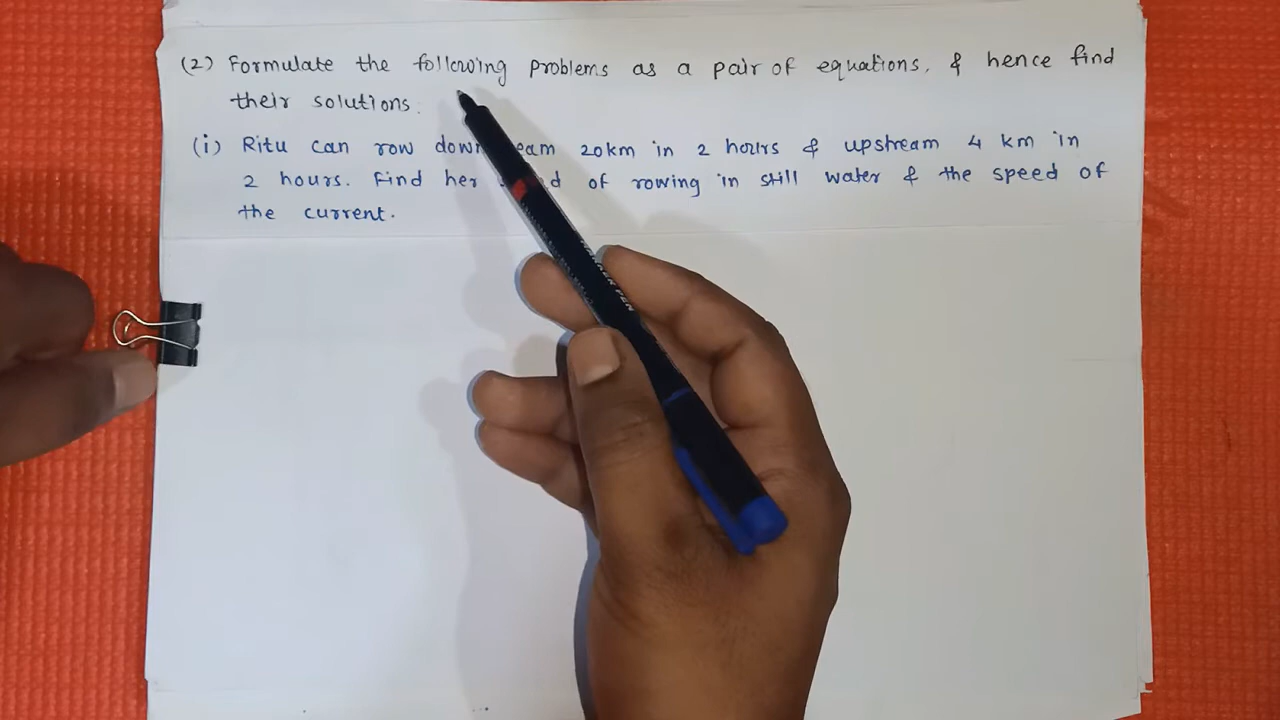 (2) Formulate the following problems as a pair of equations, & hence find
their solutions:
(i) Ritu can row 20km in 2 hours & upstream 4 km in
2 hours. Find her of rowing in still water & the speed of
the current.